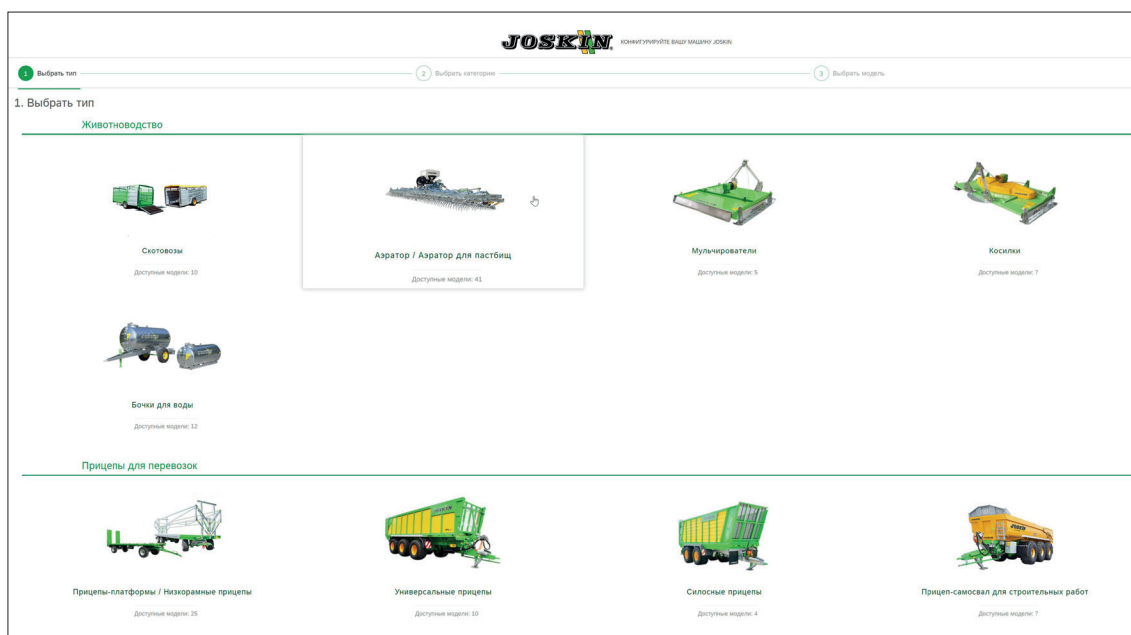 JOSKIN КОНФИГУРИРУЙТЕ ВАШУ МАШИНУ JOSKIN
1 Выбрать тип 2 Выбрать категорию 3 Выбрать модель
1. Выбрать тип
Животноводство
Скотовозы Аэратор / Аэратор для пастбищ Мульчирователи Косилки
Доступные модели: 10 Доступные модели: 41 Доступные модели: 5 Доступные модели: 7
Бочки для воды
Доступные модели: 12
Прицепы для перевозок
JOSKIN
Прицепы-платформы / Низкорамные прицепы Универсальные прицепы Силосные прицепы Прицеп-самосвал для строительных работ
Доступные модели: 25 Доступные модели: 10 Доступные модели: 4 Доступные модели: 7